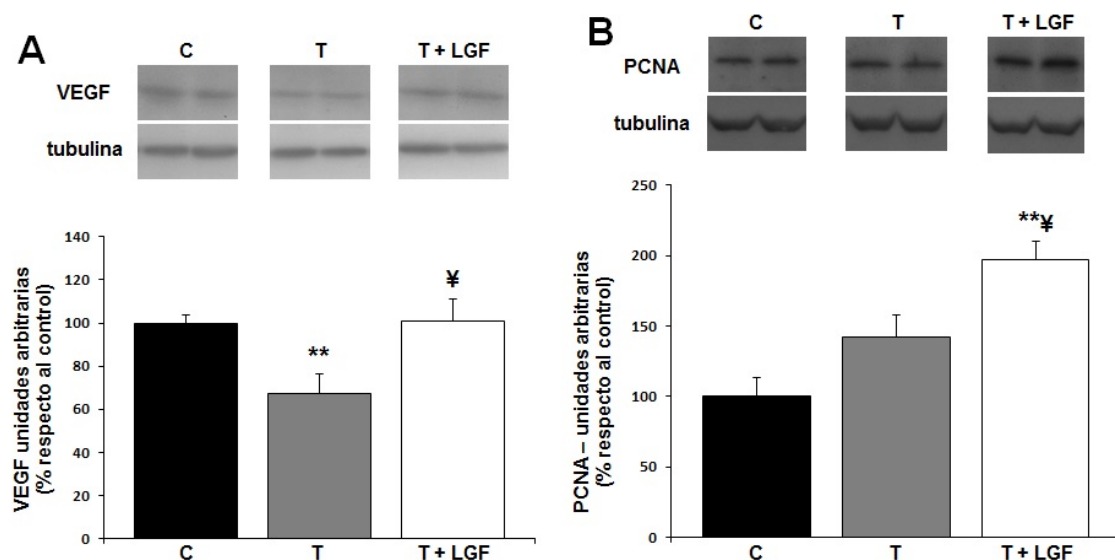 A
C T T + LGF
VEGF
tubulina
140
120
100
80
60
40
20
0
VEGF unidades arbitrarias
(% respecto al control)
**
¥
C T T + LGF
B
C T T + LGF
PCNA
tubulina
250
200
150
100
50
0
PCNA – unidades arbitrarias
(% respecto al control)
**¥
C T T + LGF